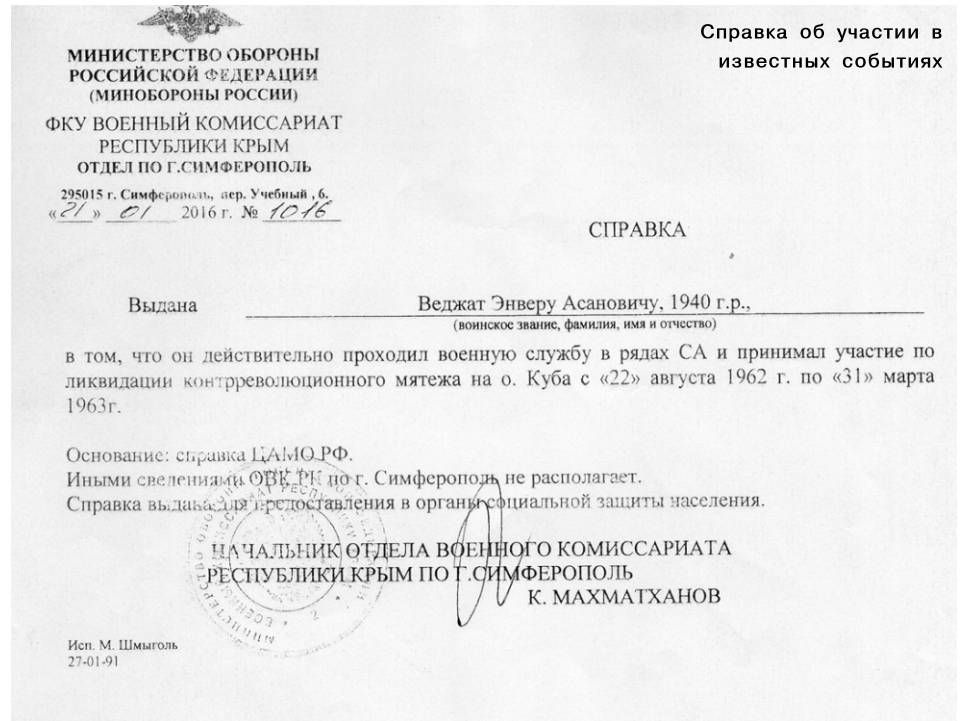 Справка об участии в
известных событиях
МИНИСТЕРСТВО ОБОРОНЫ
РОССИЙСКОЙ ФЕДЕРАЦИИ
(МИНОБОРОНЫ РОССИИ)
ФКУ ВОЕННЫЙ КОМИССАРИАТ
РЕСПУБЛИКИ КРЫМ
ОТДЕЛ ПО Г.СИМФЕРОПОЛЬ
295015 г. Симферополь, пер. Учебный , 6.
«21» 01 2016 г. № 1016
СПРАВКА
Выдана Веджат Энверу Асановичу, 1940 г.р.,
(воинское звание, фамилия, имя и отчество)
в том, что он действительно проходил военную службу в рядах СА и принимал участие по
ликвидации контрреволюционного мятежа на о. Куба с «22» августа 1962 г. по «31» марта
1963г.
Основание: справка ЦАМО РФ.
Иными сведениями ОВК РК по г. Симферополь не располагает.
Справка выдана для предоставления в органы социальной защиты населения.
НАЧАЛЬНИК ОТДЕЛА ВОЕННОГО КОМИССАРИАТА
РЕСПУБЛИКИ КРЫМ ПО Г.СИМФЕРОПОЛЬ
К. МАХМАТХАНОВ
Исп. М. Шмыголь
27-01-91